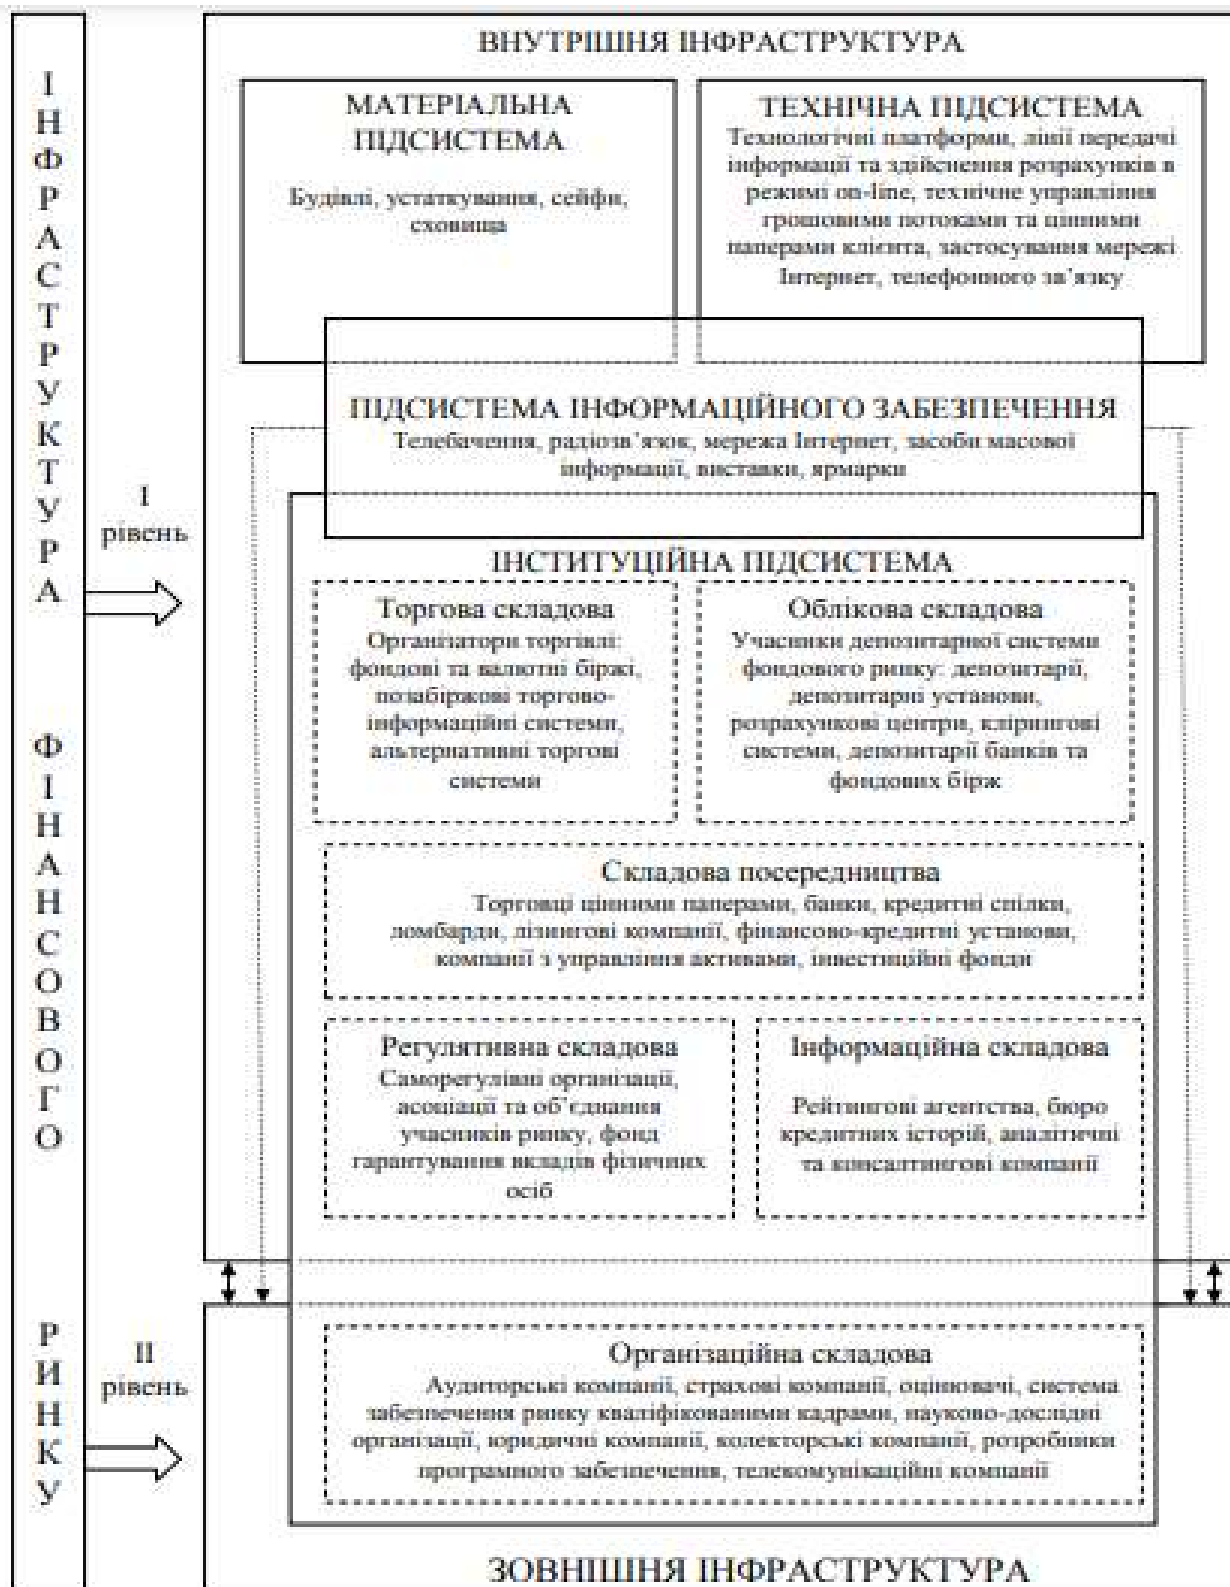 ІНФРАСТРУКТУРА ФІНАНСОВОГО РИНКУ
ВНУТРІШНЯ ІНФРАСТРУКТУРА
МАТЕРІАЛЬНА
ПІДСИСТЕМА
Будівлі, устаткування, сейфи,
сховища
ТЕХНІЧНА ПІДСИСТЕМА
Технологічні платформи, лінії передачі
інформації та здійснення розрахунків в
режимі on-line, технічне управління
грошовими потоками та цінними
паперами клієнта, застосування мережі
Інтернет, телефонного зв’язку
ПІДСИСТЕМА ІНФОРМАЦІЙНОГО ЗАБЕЗПЕЧЕННЯ
Телебачення, радіозв’язок, мережа Інтернет, засоби масової
інформації, виставки, ярмарки
І
рівень
ІНСТИТУЦІЙНА ПІДСИСТЕМА
Торгова складова
Організатори торгівлі:
фондові та валютні біржі,
позабіржові торгово-
інформаційні системи,
альтернативні торгові
системи
Облікова складова
Учасники депозитарної системи
фондового ринку: депозитарії,
депозитарні установи,
розрахункові центри, клірингові
системи, депозитарії банків та
фондових бірж
Складова посередництва
Торговці цінними паперами, банки, кредитні спілки,
ломбарди, лізингові компанії, фінансово-кредитні установи,
компанії з управління активами, інвестиційні фонди
Регулятивна складова
Саморегулівні організації,
асоціації та об’єднання
учасників ринку, фонд
гарантування вкладів фізичних
осіб
Інформаційна складова
Рейтингові агентства, бюро
кредитних історій, аналітичні
та консалтингові компанії
ІІ
рівень
Організаційна складова
Аудиторські компанії, страхові компанії, оцінювачі, система
забезпечення ринку кваліфікованими кадрами, науково-дослідні
організації, юридичні компанії, колекторські компанії, розробники
програмного забезпечення, телекомунікаційні компанії
ЗОВНІШНЯ ІНФРАСТРУКТУРА